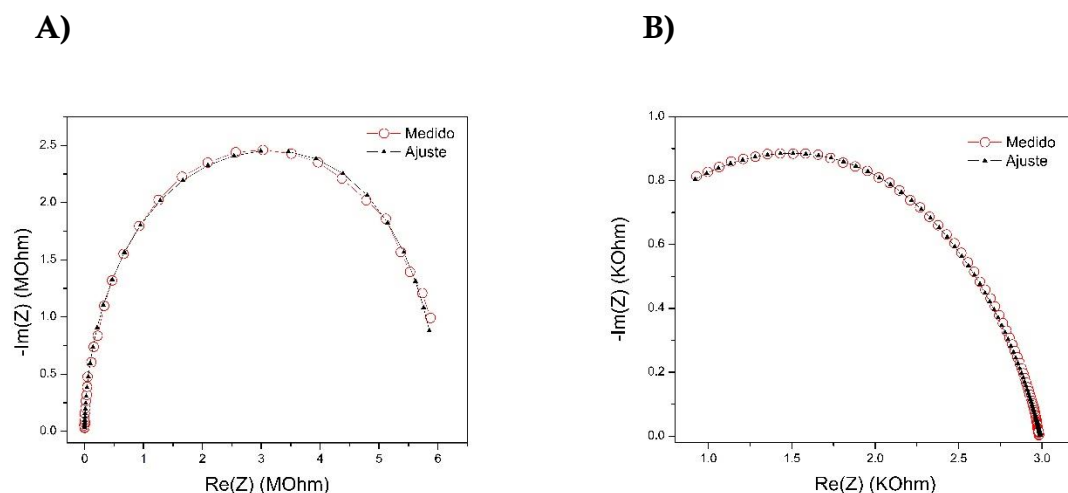 A)
B)
2.5
2.0
1.5
1.0
0.5
0.0
-Im(Z) (MOhm)
Medido
Ajuste
0 1 2 3 4 5 6
Re(Z) (MOhm)
1.0
0.8
0.6
0.4
0.2
0.0
-Im(Z) (KOhm)
Medido
Ajuste
1.0 1.5 2.0 2.5 3.0
Re(Z) (KOhm)